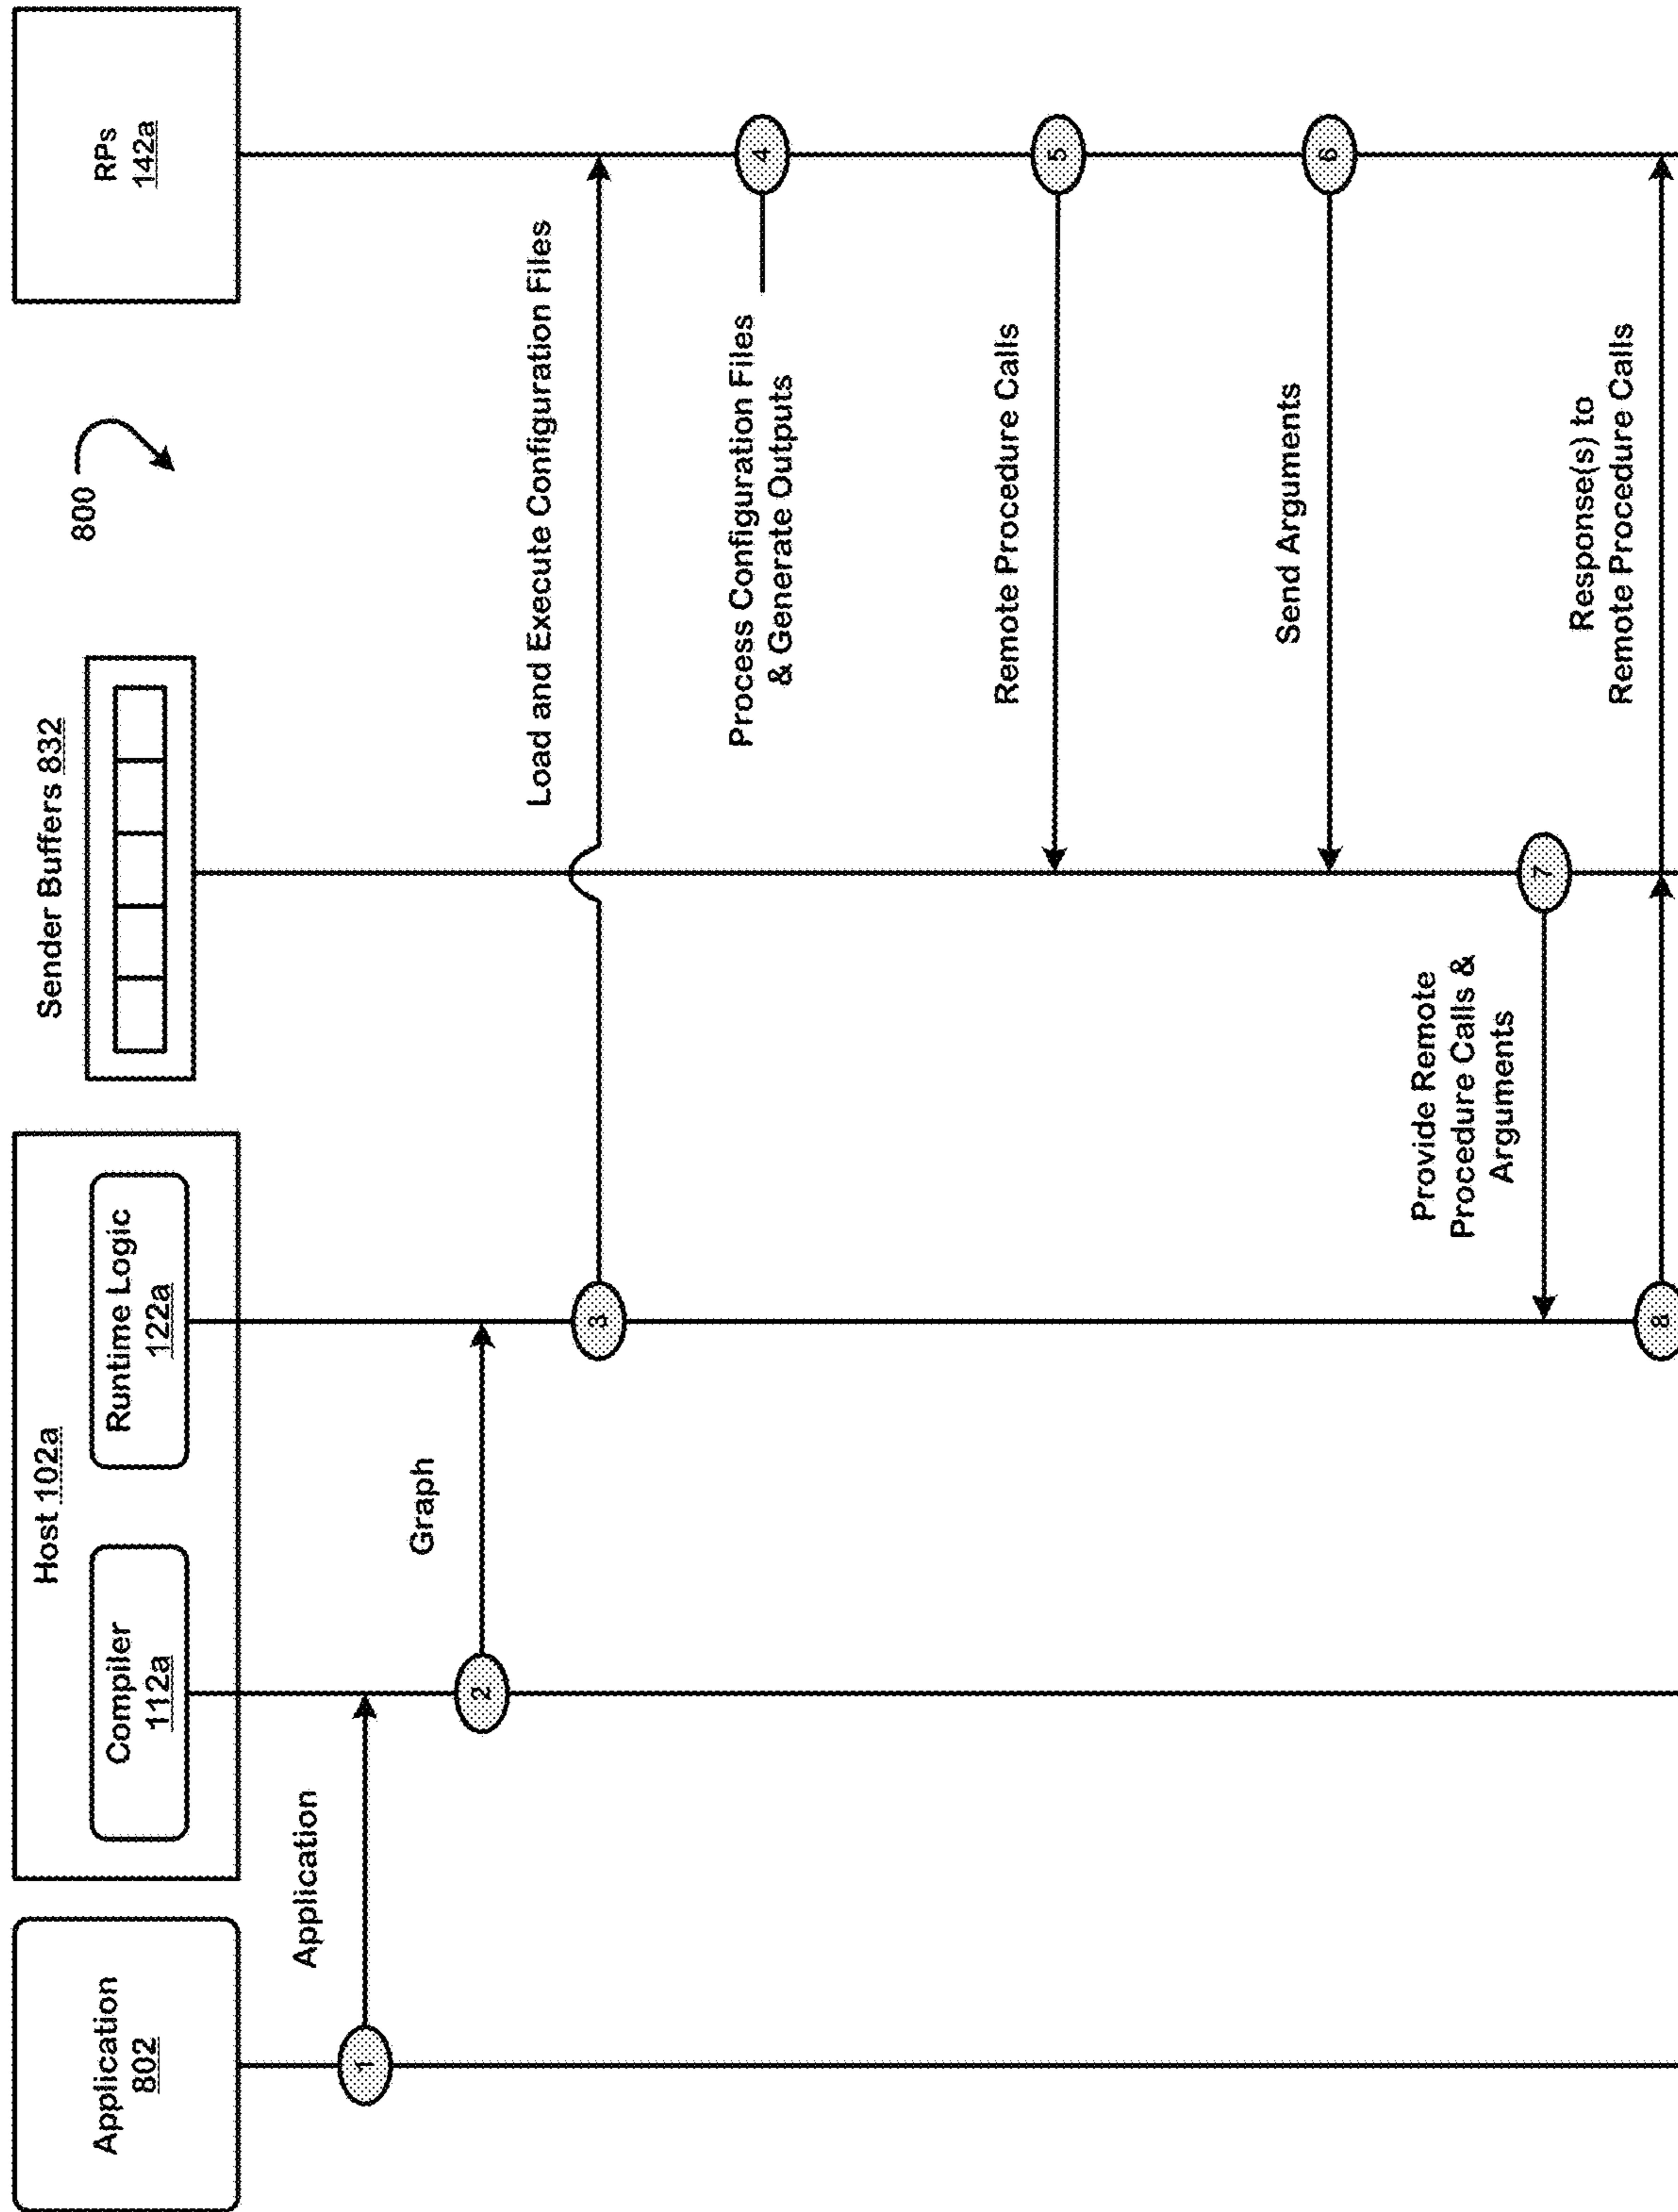 Application
802
Host 102a
Compiler
112a
Runtime Logic
122a
Sender Buffers 832
800
RPs
142a
Application
1
Graph
2
Load and Execute Configuration Files
3
Process Configuration Files
& Generate Outputs
4
Remote Procedure Calls
5
Send Arguments
6
Provide Remote
Procedure Calls &
Arguments
7
Response(s) to
Remote Procedure Calls
8